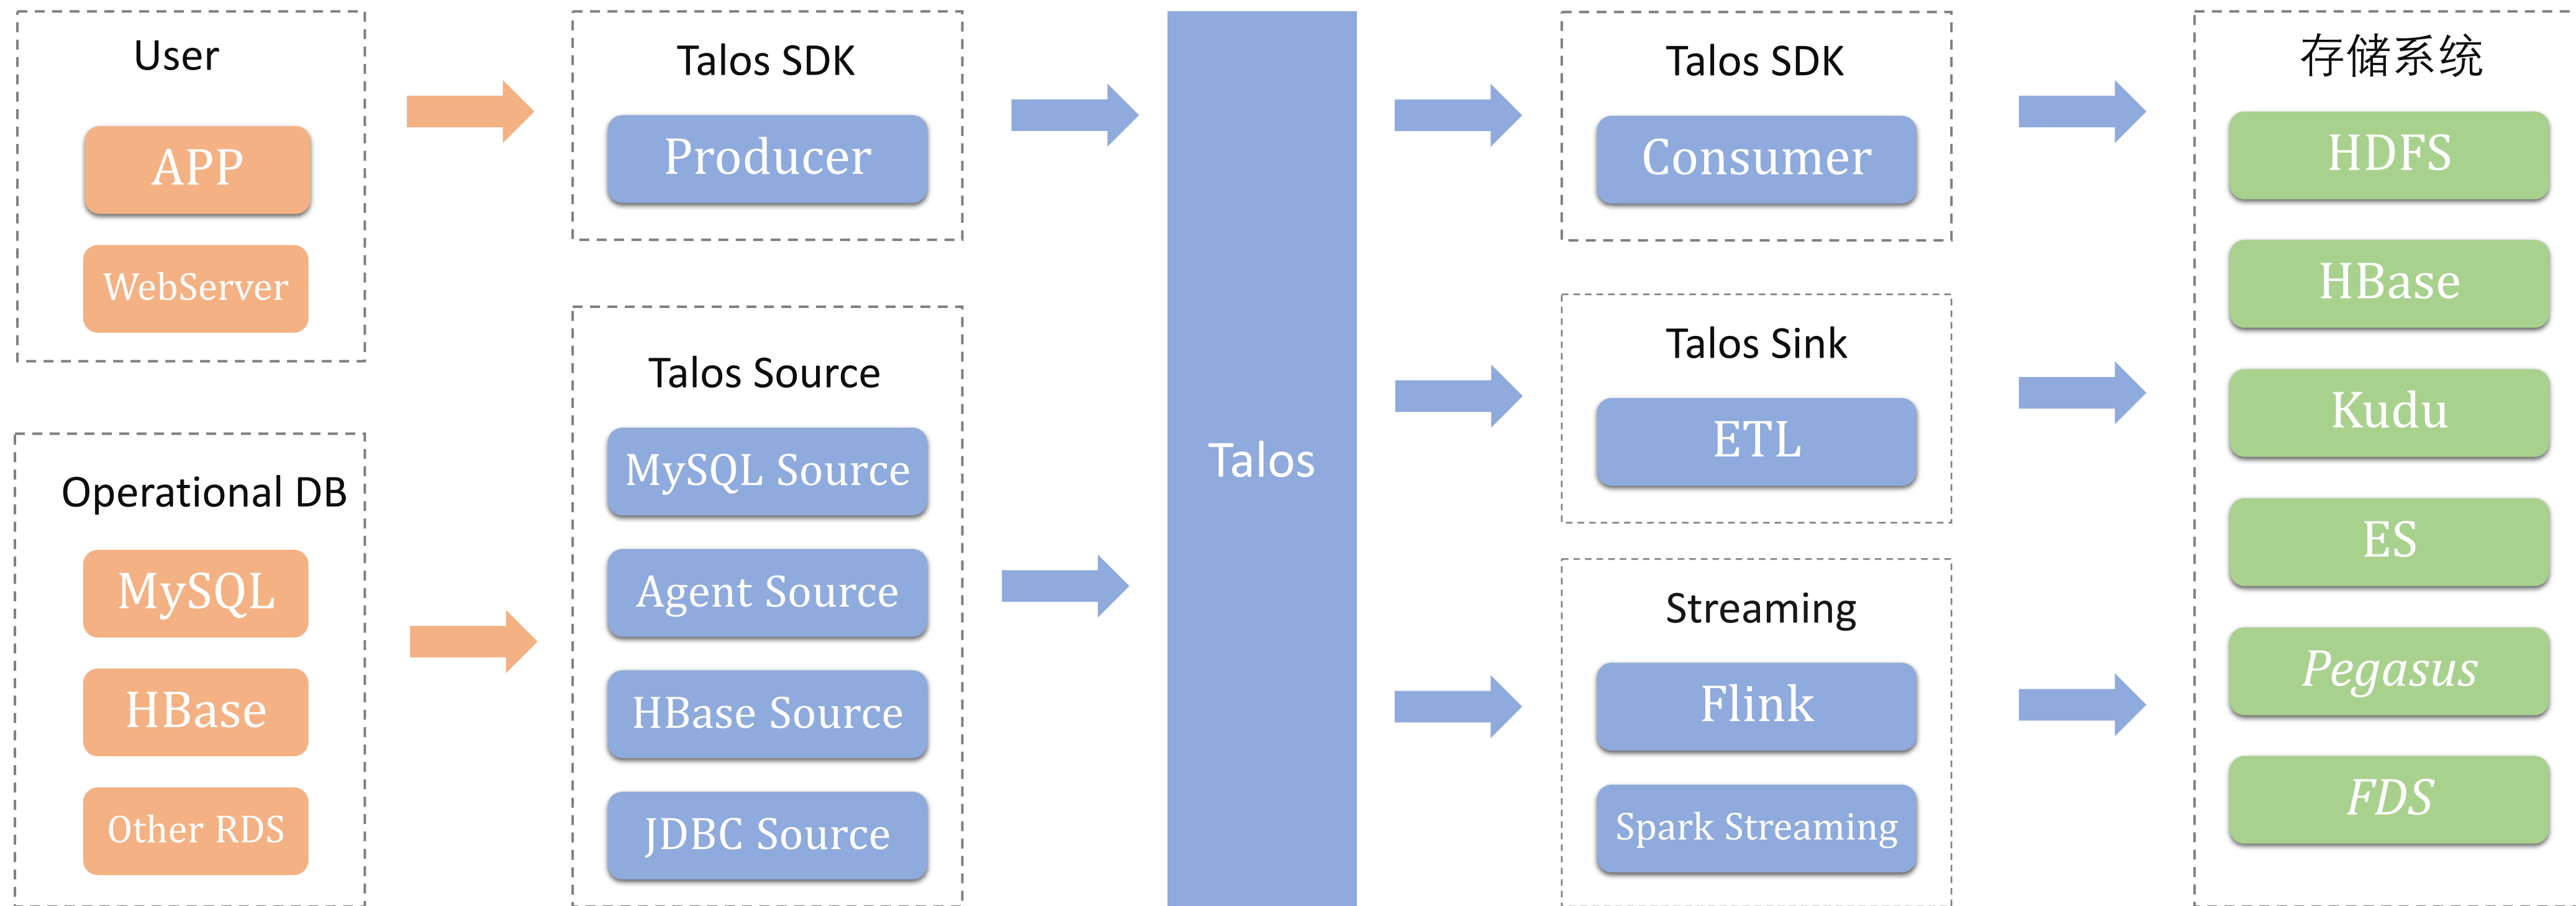 User
APP
WebServer
Operational DB
MySQL
HBase
Other RDS
Talos SDK
Producer
Talos Source
MySQL Source
Agent Source
HBase Source
JDBC Source
Talos
Talos SDK
Consumer
Talos Sink
ETL
Streaming
Flink
Spark Streaming
存储系统
HDFS
HBase
Kudu
ES
Pegasus
FDS